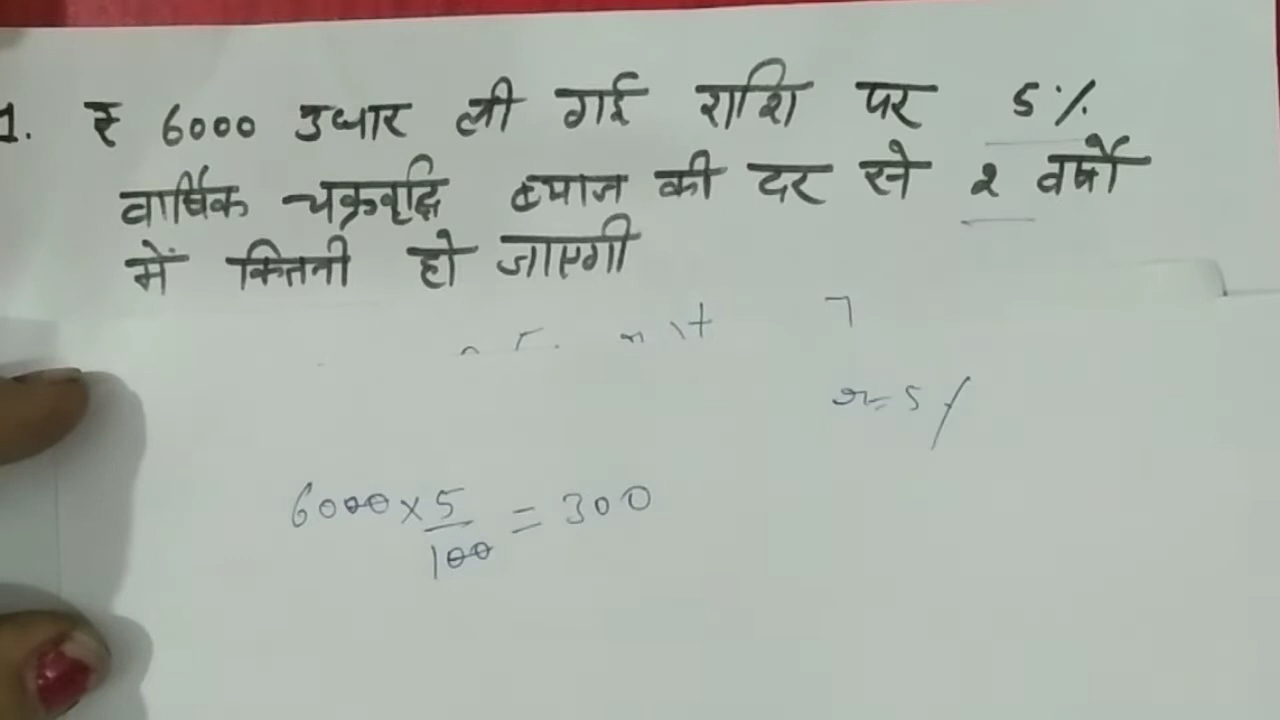 1. ₹ 6000 उधार ली गई राशि पर 5%
वार्षिक चक्रवृद्धि ब्याज की दर से 2 वर्षों
में कितनी हो जाएगी
r=5%
6000 × 5/100 = 300